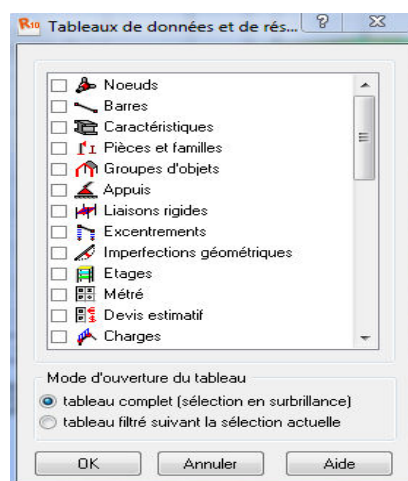 R10 Tableaux de données et de rés...
Noeuds
Barres
Caractéristiques
Pièces et familles
Groupes d'objets
Appuis
Liaisons rigides
Excentrements
Imperfections géométriques
Etages
Métré
Devis estimatif
Charges
Mode d'ouverture du tableau
tableau complet (sélection en surbrillance)
tableau filtré suivant la sélection actuelle
OK Annuler Aide